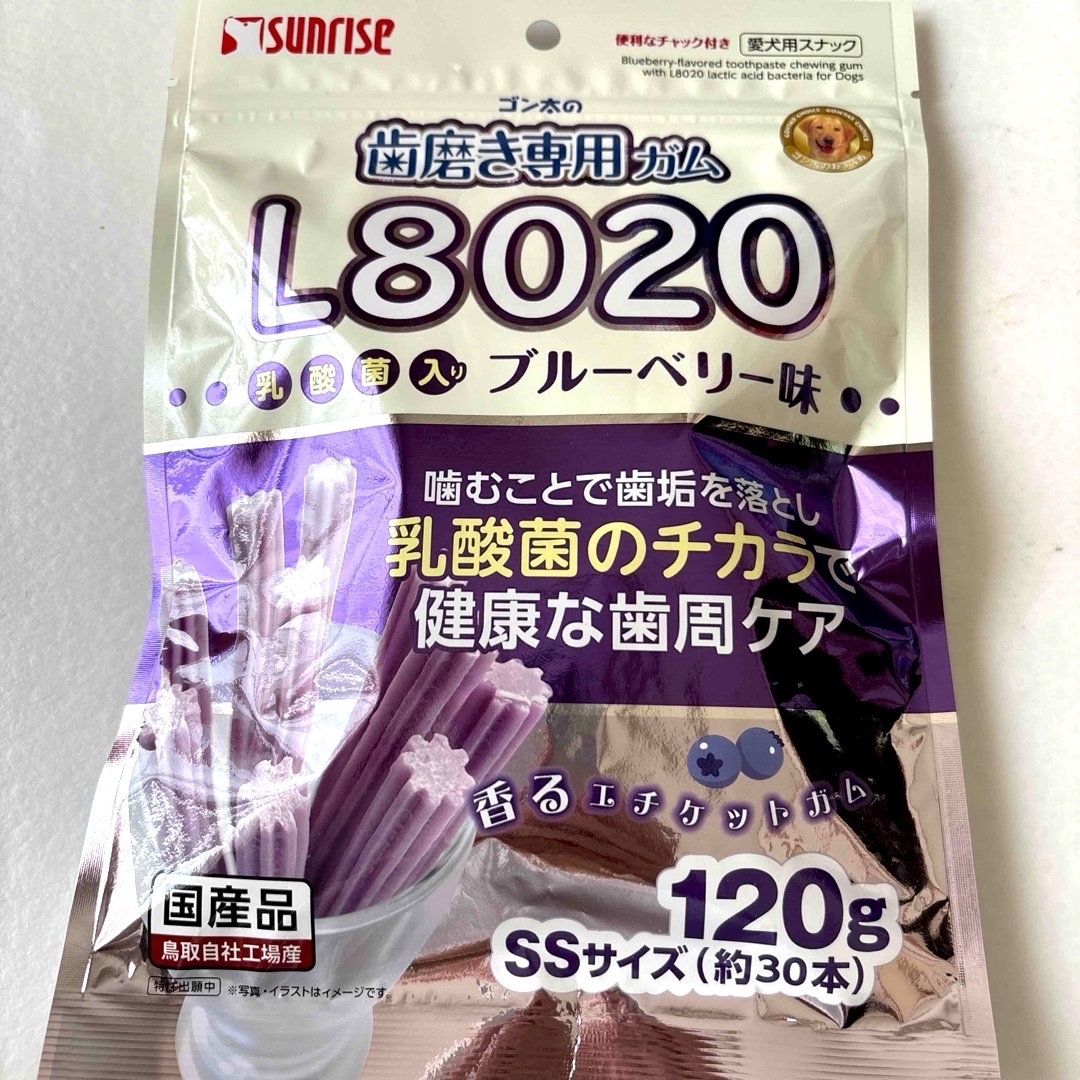 SUNRISE
便利なチャック付き 愛犬用スナック
Blueberry-flavored toothpaste chewing gum
with L8020 lactic acid bacteria for Dogs
ゴン太の
歯磨き専用ガム
L8020
乳酸菌入り ブルーベリー味
噛むことで歯垢を落とし
乳酸菌のチカラで
健康な歯周ケア
香るエチケットガム
120g
SSサイズ(約30本)
国産品
鳥取自社工場産
特許出願中 ※写真・イラストはイメージです。